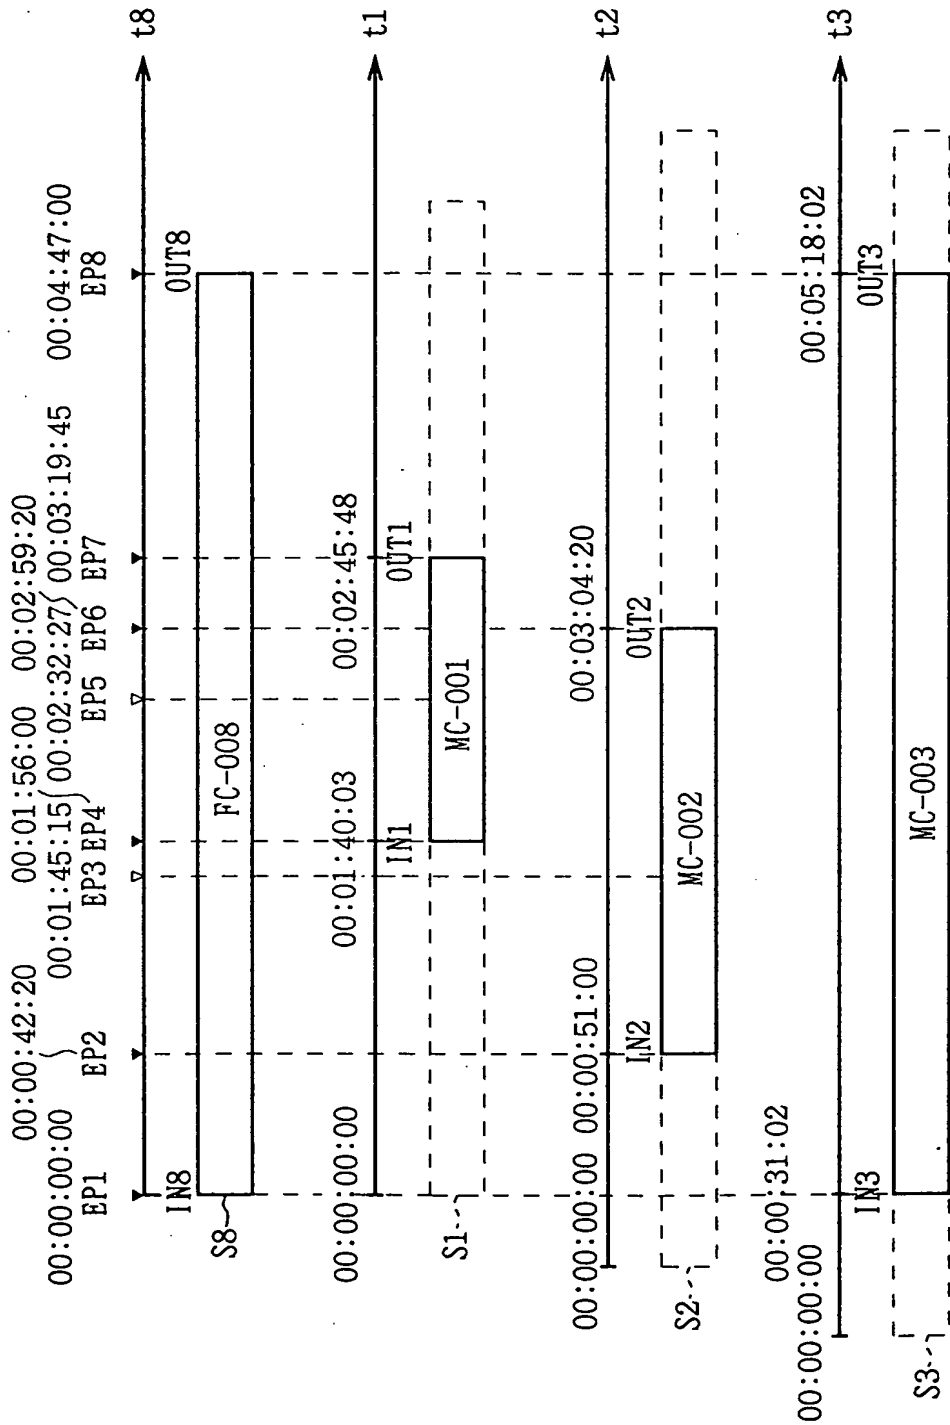 00:00:42:20 00:01:56:00 00:02:59:20
00:00:00:00 00:01:45:15 00:02:32:27 00:03:19:45 00:04:47:00
EP1 EP2 EP3 EP4 EP5 EP6 EP7 EP8
t8
IN8 OUT8
S8 FC-008
00:00:00:00 00:01:40:03 00:02:45:48
t1
IN1 OUT1
S1 MC-001
00:00:00:00 00:00:51:00 00:03:04:20
t2
IN2 OUT2
S2 MC-002
00:00:31:02
00:00:00:00 00:05:18:02
t3
IN3 OUT3
S3 MC-003